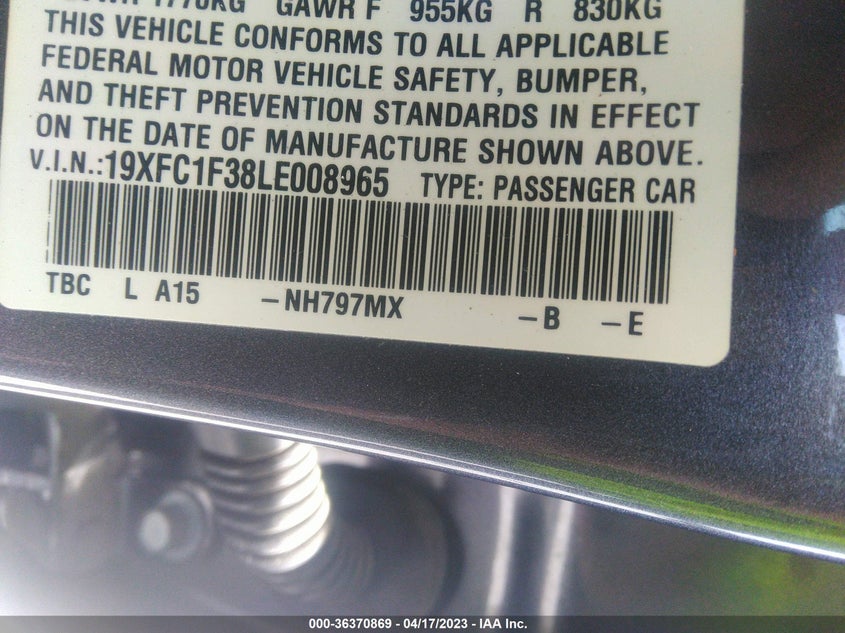 1770KG GAWR F 955KG R 830KG
THIS VEHICLE CONFORMS TO ALL APPLICABLE
FEDERAL MOTOR VEHICLE SAFETY, BUMPER,
AND THEFT PREVENTION STANDARDS IN EFFECT
ON THE DATE OF MANUFACTURE SHOWN ABOVE.
V.I.N.:19XFC1F38LE008965 TYPE: PASSENGER CAR
TBC L A15 –NH797MX –B –E
000-36370869 - 04/17/2023 - IAA Inc.